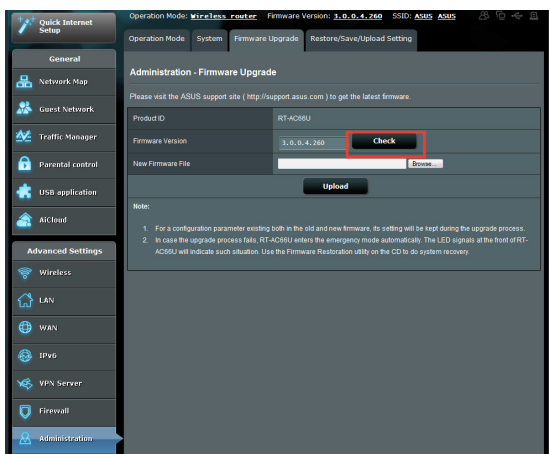 Quick Internet
Setup
Operation Mode: Wireless router Firmware Version: 3.0.0.4.260 SSID: ASUS ASUS
Operation Mode System Firmware Upgrade Restore/Save/Upload Setting
General
Network Map
Guest Network
Traffic Manager
Parental control
USB application
AiCloud
Advanced Settings
Wireless
LAN
WAN
IPv6
VPN Server
Firewall
Administration
Administration - Firmware Upgrade
Please visit the ASUS support site ( http://support.asus.com ) to get the latest firmware.
Product ID RT-AC66U
Firmware Version 3.0.0.4.260 Check
New Firmware File Browse...
Upload
Note:
1. For a configuration parameter existing both in the old and new firmware, its setting will be kept during the upgrade process.
2. In case the upgrade process fails, RT-AC66U enters the emergency mode automatically. The LED signals at the front of RT-
AC66U will indicate such situation. Use the Firmware Restoration utility on the CD to do system recovery.